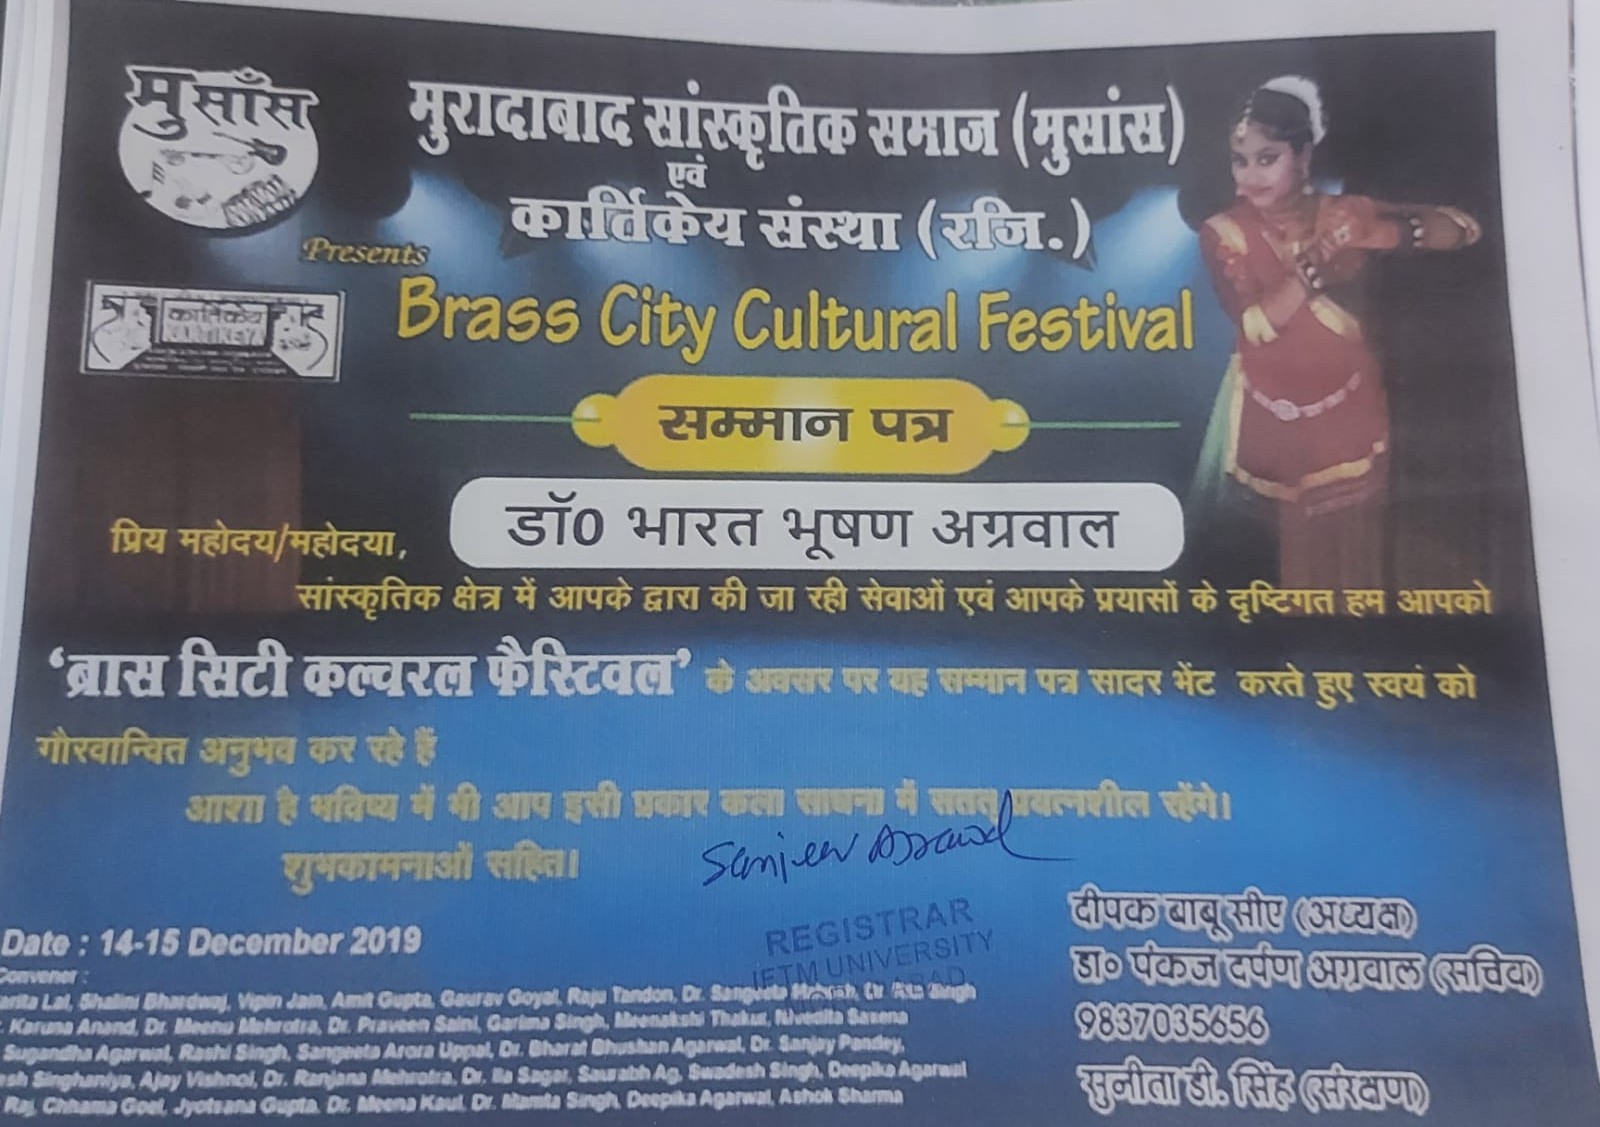 मुसाँस
मुरादाबाद सांस्कृतिक समाज (मुसांस)
एवं
कार्तिकेय संस्था (रजि.)
Presents
कार्तिकेय
KARTIKEYA
Brass City Cultural Festival
सम्मान पत्र
डॉ0 भारत भूषण अग्रवाल
प्रिय महोदय/महोदया,
सांस्कृतिक क्षेत्र में आपके द्वारा की जा रही सेवाओं एवं आपके प्रयासों के दृष्टिगत हम आपको
‘ब्रास सिटी कल्चरल फैस्टिवल’ के अवसर पर यह सम्मान पत्र सादर भेंट करते हुए स्वयं को
गौरवान्वित अनुभव कर रहे हैं
आशा है भविष्य में भी आप इसी प्रकार कला साधना में सतत् प्रयत्नशील रहेंगे।
शुभकामनाओं सहित।
Sanjeev Agrawal
REGISTRAR
IFTM UNIVERSITY
Date : 14-15 December 2019
Convener :
Lal, Shalini Bhardwaj, Vipin Jain, Amit Gupta, Gaurav Goyal, Raju Tandon, Dr. Sangeeta Singh
Karuna Anand, Dr. Meenu Mehrotra, Dr. Praveen Saini, Garima Singh, Meenakshi Thakur, Nivedita Saxena
Sugandha Agarwal, Rashi Singh, Sangeeta Arora Uppal, Dr. Bharat Bhushan Agarwal, Dr. Sanjay Pandey,
Singhaniya, Ajay Vishnoi, Dr. Ranjana Mehrotra, Dr. Ila Sagar, Saurabh Ag, Swadesh Singh, Deepika Agarwal
Raj, Chhama Goel, Jyotsana Gupta, Dr. Meena Kaul, Dr. Mamta Singh, Deepika Agarwal, Ashok Sharma
दीपक बाबू सीए (अध्यक्ष)
डा० पंकज दर्पण अग्रवाल (सचिव)
9837035656
सुनीता डी. सिंह (संरक्षण)